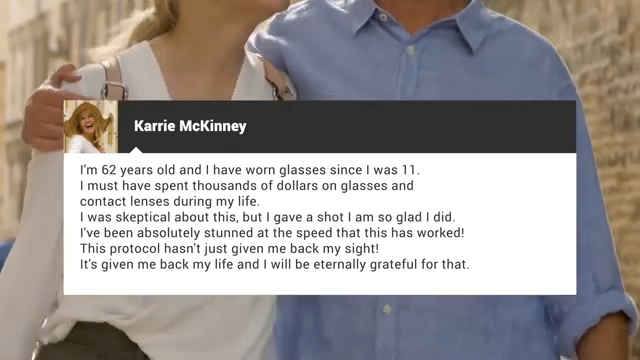 Karrie McKinney
I'm 62 years old and I have worn glasses since I was 11.
I must have spent thousands of dollars on glasses and
contact lenses during my life.
I was skeptical about this, but I gave a shot I am so glad I did.
I've been absolutely stunned at the speed that this has worked!
This protocol hasn't just given me back my sight!
It's given me back my life and I will be eternally grateful for that.